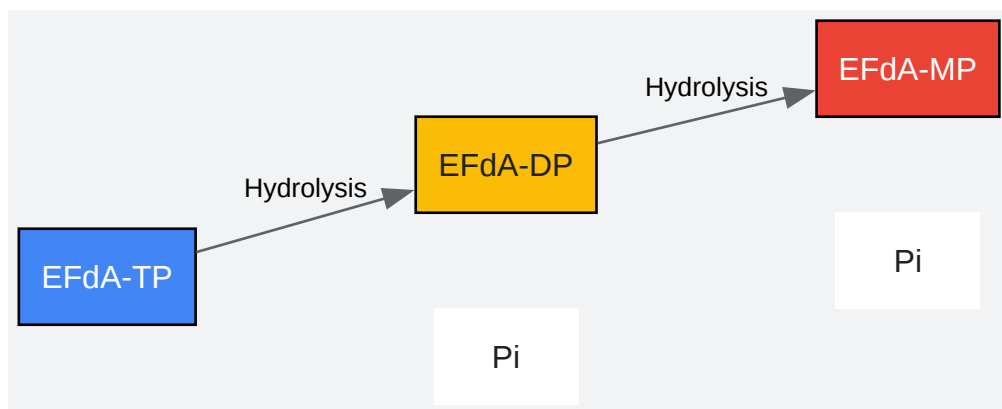 EFdA-MP
Hydrolysis
EFdA-DP
Hydrolysis
EFdA-TP
Pi
Pi